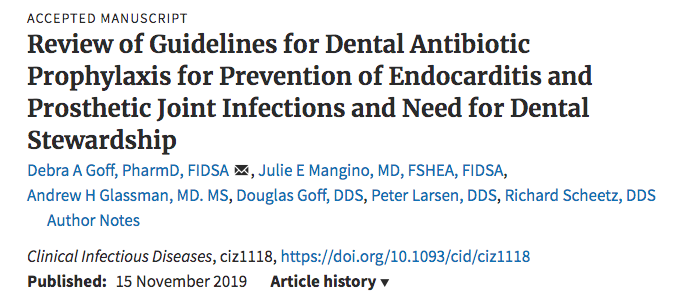 ACCEPTED MANUSCRIPT
Review of Guidelines for Dental Antibiotic
Prophylaxis for Prevention of Endocarditis and
Prosthetic Joint Infections and Need for Dental
Stewardship
Debra A Goff, PharmD, FIDSA , Julie E Mangino, MD, FSHEA, FIDSA,
Andrew H Glassman, MD. MS, Douglas Goff, DDS, Peter Larsen, DDS, Richard Scheetz, DDS
Author Notes
Clinical Infectious Diseases, ciz1118, https://doi.org/10.1093/cid/ciz1118
Published: 15 November 2019 Article history ▾